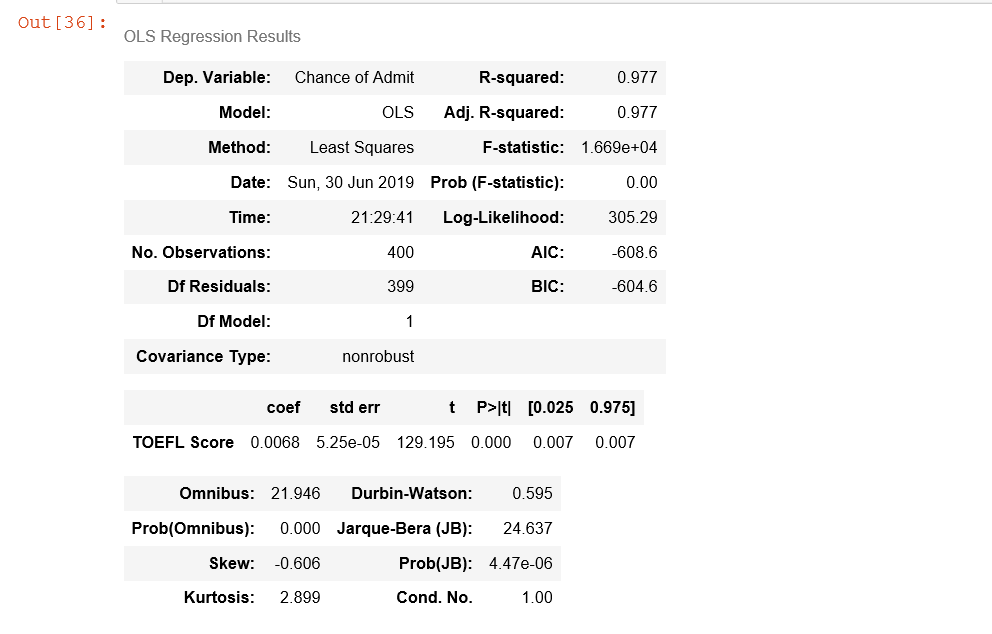 Out[36]:
OLS Regression Results
Dep. Variable: Chance of Admit R-squared: 0.977
Model: OLS Adj. R-squared: 0.977
Method: Least Squares F-statistic: 1.669e+04
Date: Sun, 30 Jun 2019 Prob (F-statistic): 0.00
Time: 21:29:41 Log-Likelihood: 305.29
No. Observations: 400 AIC: -608.6
Df Residuals: 399 BIC: -604.6
Df Model: 1
Covariance Type: nonrobust
coef std err t P>|t| [0.025 0.975]
TOEFL Score 0.0068 5.25e-05 129.195 0.000 0.007 0.007
Omnibus: 21.946 Durbin-Watson: 0.595
Prob(Omnibus): 0.000 Jarque-Bera (JB): 24.637
Skew: -0.606 Prob(JB): 4.47e-06
Kurtosis: 2.899 Cond. No. 1.00